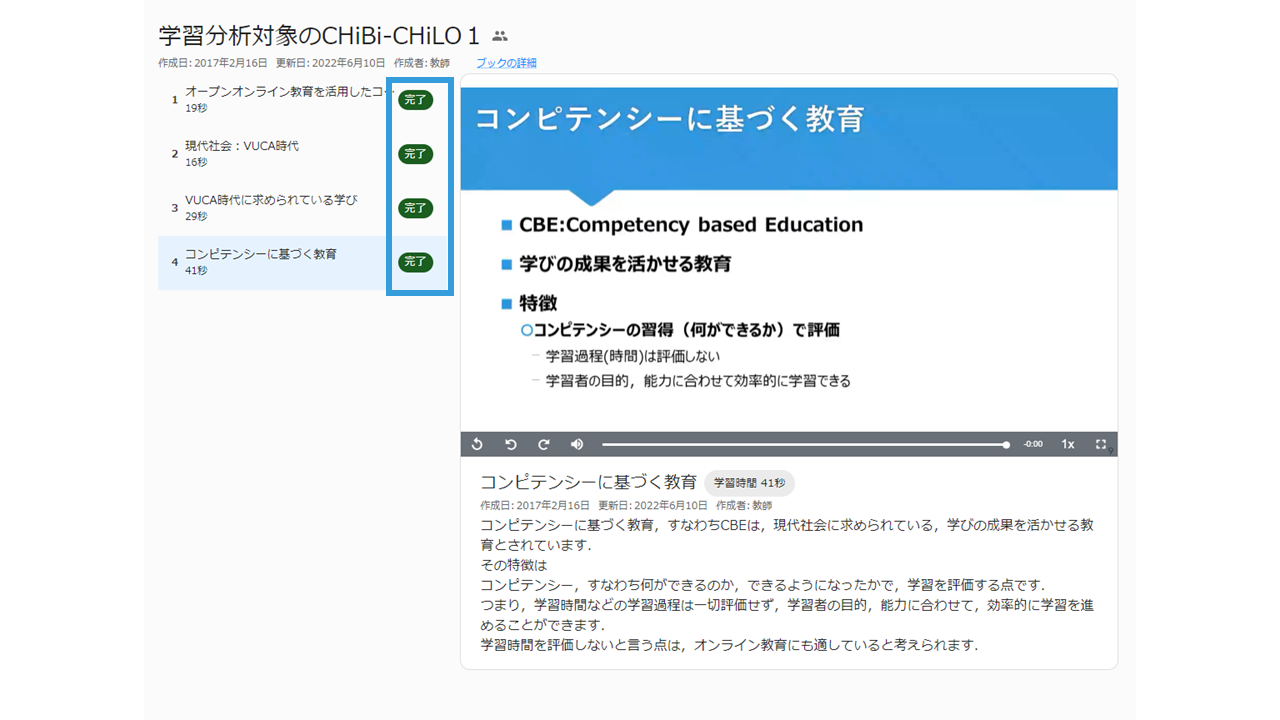 学習分析対象のCHiBi-CHiLO１
作成日: 2017年2月16日 更新日: 2022年6月10日 作成者: 教師 ブックの詳細
1 オープンオンライン教育を活用したコ… 完了
19秒
2 現代社会：VUCA時代 完了
16秒
3 VUCA時代に求められている学び 完了
29秒
4 コンピテンシーに基づく教育 完了
41秒
コンピテンシーに基づく教育
CBE:Competency based Education
学びの成果を活かせる教育
特徴
コンピテンシーの習得（何ができるか）で評価
学習過程(時間)は評価しない
学習者の目的，能力に合わせて効率的に学習できる
-0:00 1x
9
コンピテンシーに基づく教育 学習時間 41秒
作成日: 2017年2月16日 更新日: 2022年6月10日 作成者: 教師
コンピテンシーに基づく教育，すなわちCBEは，現代社会に求められている，学びの成果を活かせる教
育とされています．
その特徴は
コンピテンシー，すなわち何ができるのか，できるようになったかで，学習を評価する点です．
つまり，学習時間などの学習過程は一切評価せず，学習者の目的，能力に合わせて，効率的に学習を進
めることができます．
学習時間を評価しないと言う点は，オンライン教育にも適していると考えられます．